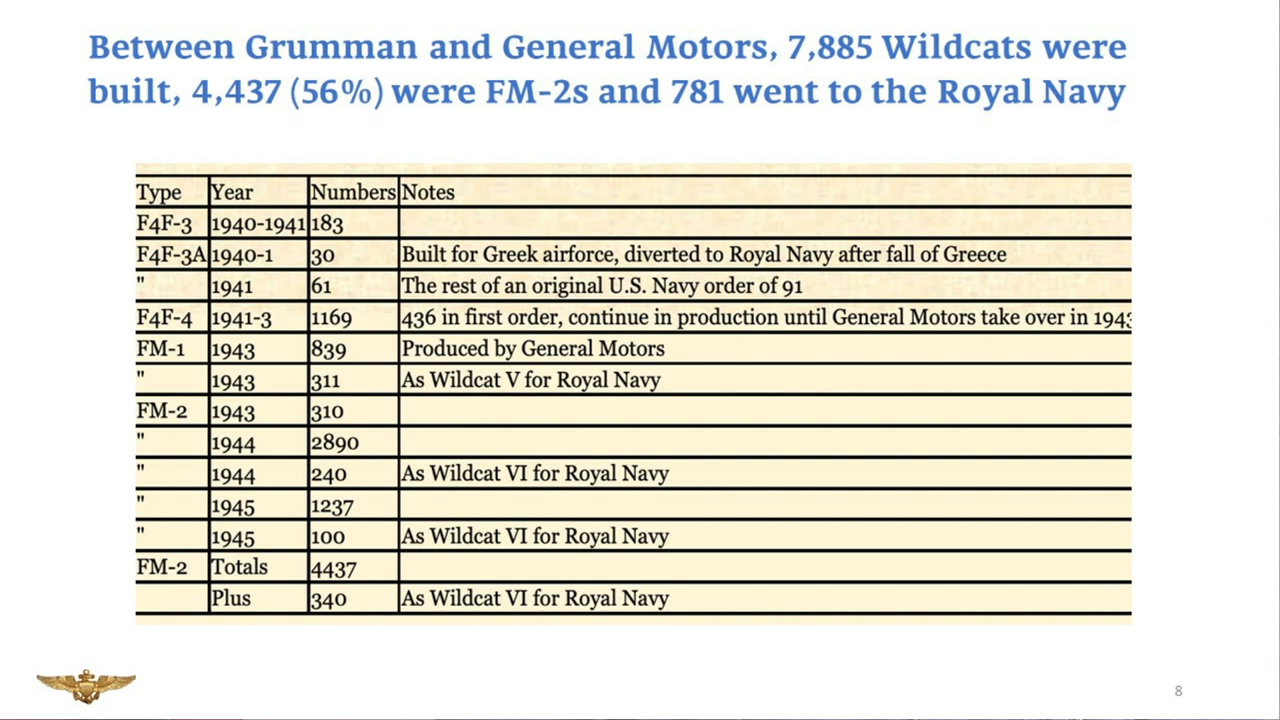 Between Grumman and General Motors, 7,885 Wildcats were
built, 4,437 (56%) were FM-2s and 781 went to the Royal Navy
Type Year Numbers Notes
F4F-3 1940-1941 183
F4F-3A 1940-1 30 Built for Greek airforce, diverted to Royal Navy after fall of Greece
" 1941 61 The rest of an original U.S. Navy order of 91
F4F-4 1941-3 1169 436 in first order, continue in production until General Motors take over in 1943
FM-1 1943 839 Produced by General Motors
" 1943 311 As Wildcat V for Royal Navy
FM-2 1943 310
" 1944 2890
" 1944 240 As Wildcat VI for Royal Navy
" 1945 1237
" 1945 100 As Wildcat VI for Royal Navy
FM-2 Totals 4437
Plus 340 As Wildcat VI for Royal Navy
8